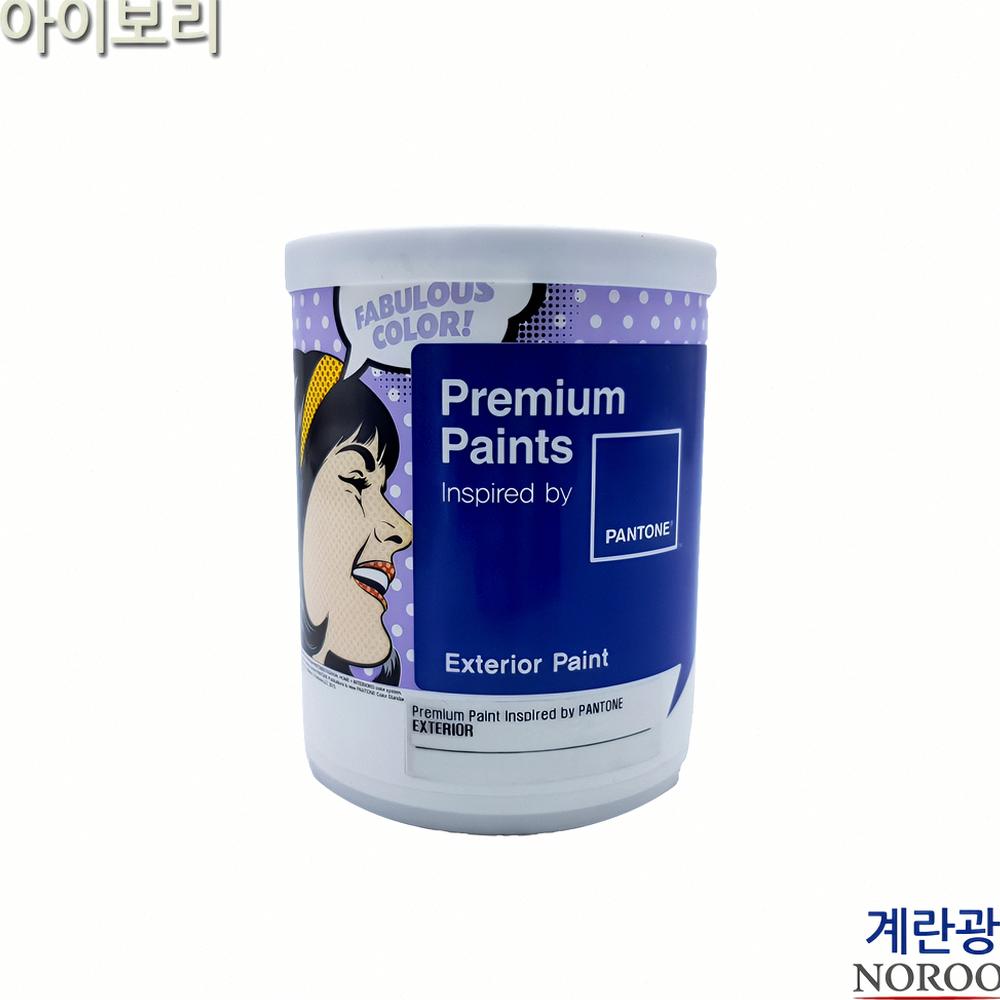 아이보리
FABULOUS
COLOR!
Premium
Paints
Inspired by
PANTONE
Exterior Paint
Premium Paint Inspired by PANTONE
EXTERIOR
계란광
NOROO